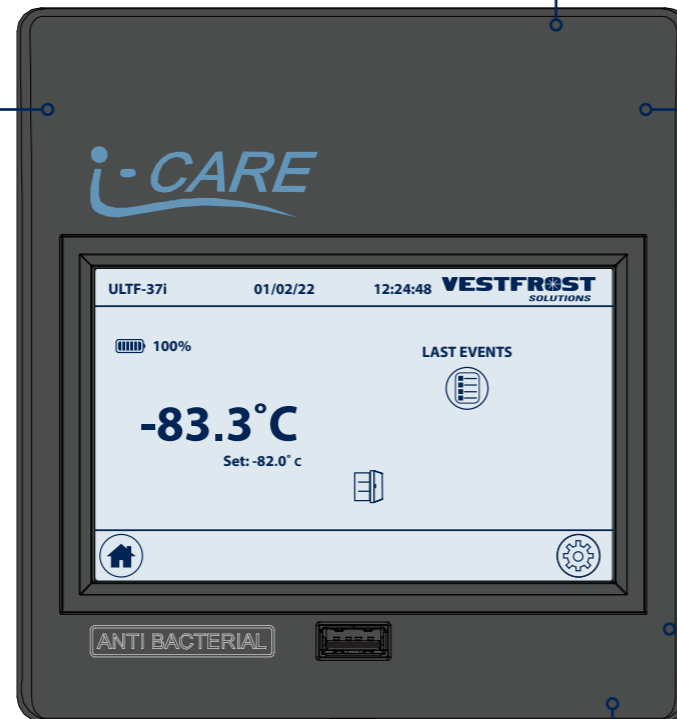 i-CARE
ULTF-37i 01/02/22 12:24:48 VESTFROST
SOLUTIONS
100%
LAST EVENTS
-83.3°C
Set: -82.0° c
ANTI BACTERIAL